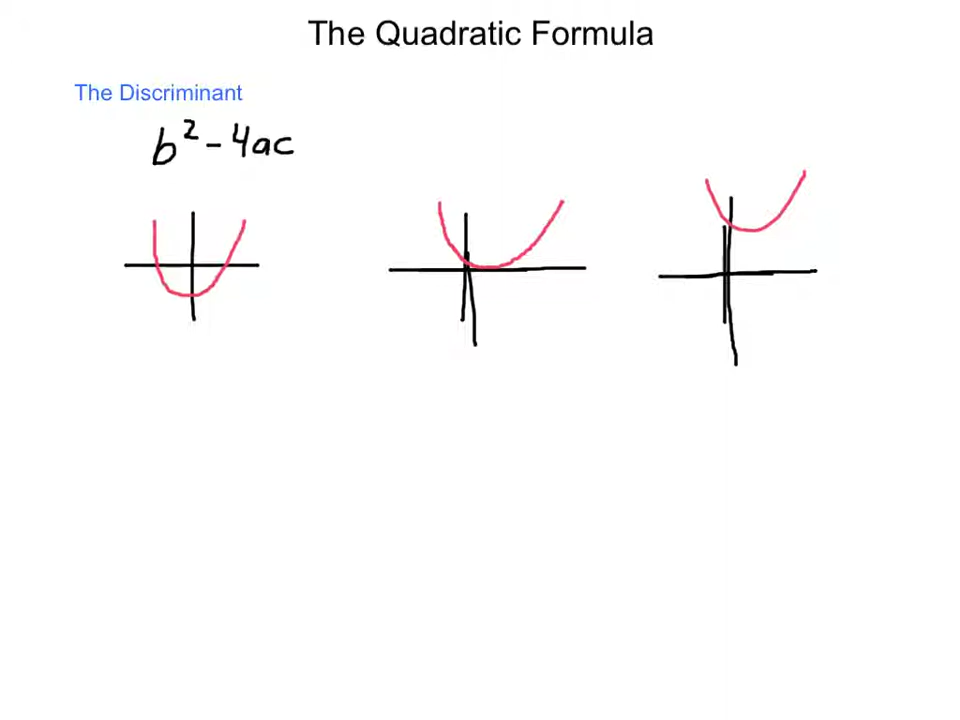 The Quadratic Formula
The Discriminant
b² - 4ac